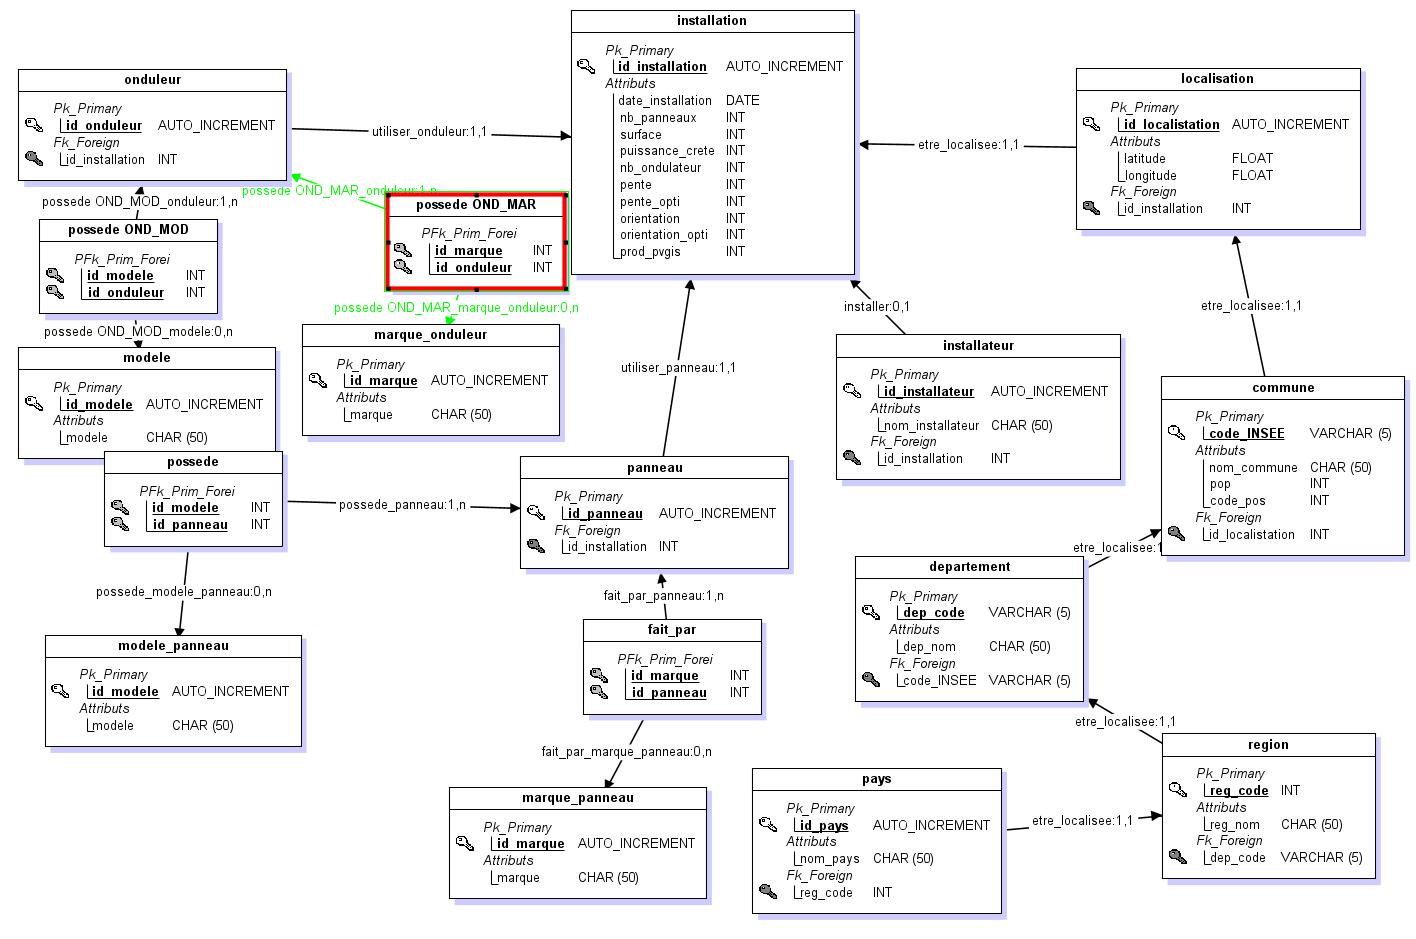 installation
Pk_Primary
id_installation AUTO_INCREMENT
Attributs
date_installation DATE
nb_panneaux INT
surface INT
puissance_crete INT
nb_ondulateur INT
pente INT
pente_opti INT
orientation INT
orientation_opti INT
prod_pvgis INT
onduleur
Pk_Primary
id_onduleur AUTO_INCREMENT
Fk_Foreign
id_installation INT
utiliser_onduleur:1,1
localisation
Pk_Primary
id_localistation AUTO_INCREMENT
Attributs
latitude FLOAT
longitude FLOAT
Fk_Foreign
id_installation INT
etre_localisee:1,1
possede OND_MAR_onduleur:1,n
possede OND_MOD_onduleur:1,n
possede OND_MAR
PFk_Prim_Forei
id_marque INT
id_onduleur INT
possede OND_MOD
PFk_Prim_Forei
id_modele INT
id_onduleur INT
possede OND_MAR_marque_onduleur:0,n
possede OND_MOD_modele:0,n
marque_onduleur
Pk_Primary
id_marque AUTO_INCREMENT
Attributs
marque CHAR (50)
modele
Pk_Primary
id_modele AUTO_INCREMENT
Attributs
modele CHAR (50)
installer:0,1
etre_localisee:1,1
installateur
Pk_Primary
id_installateur AUTO_INCREMENT
Attributs
nom_installateur CHAR (50)
Fk_Foreign
id_installation INT
utiliser_panneau:1,1
commune
Pk_Primary
code_INSEE VARCHAR (5)
Attributs
nom_commune CHAR (50)
pop INT
code_pos INT
Fk_Foreign
id_localistation INT
possede
PFk_Prim_Forei
id_modele INT
id_panneau INT
possede_panneau:1,n
panneau
Pk_Primary
id_panneau AUTO_INCREMENT
Fk_Foreign
id_installation INT
etre_localisee:1
departement
Pk_Primary
dep_code VARCHAR (5)
Attributs
dep_nom CHAR (50)
Fk_Foreign
code_INSEE VARCHAR (5)
possede_modele_panneau:0,n
fait_par_panneau:1,n
modele_panneau
Pk_Primary
id_modele AUTO_INCREMENT
Attributs
modele CHAR (50)
fait_par
PFk_Prim_Forei
id_marque INT
id_panneau INT
etre_localisee:1,1
fait_par_marque_panneau:0,n
region
Pk_Primary
reg_code INT
Attributs
reg_nom CHAR (50)
Fk_Foreign
dep_code VARCHAR (5)
marque_panneau
Pk_Primary
id_marque AUTO_INCREMENT
Attributs
marque CHAR (50)
pays
Pk_Primary
id_pays AUTO_INCREMENT
Attributs
nom_pays CHAR (50)
Fk_Foreign
reg_code INT
etre_localisee:1,1